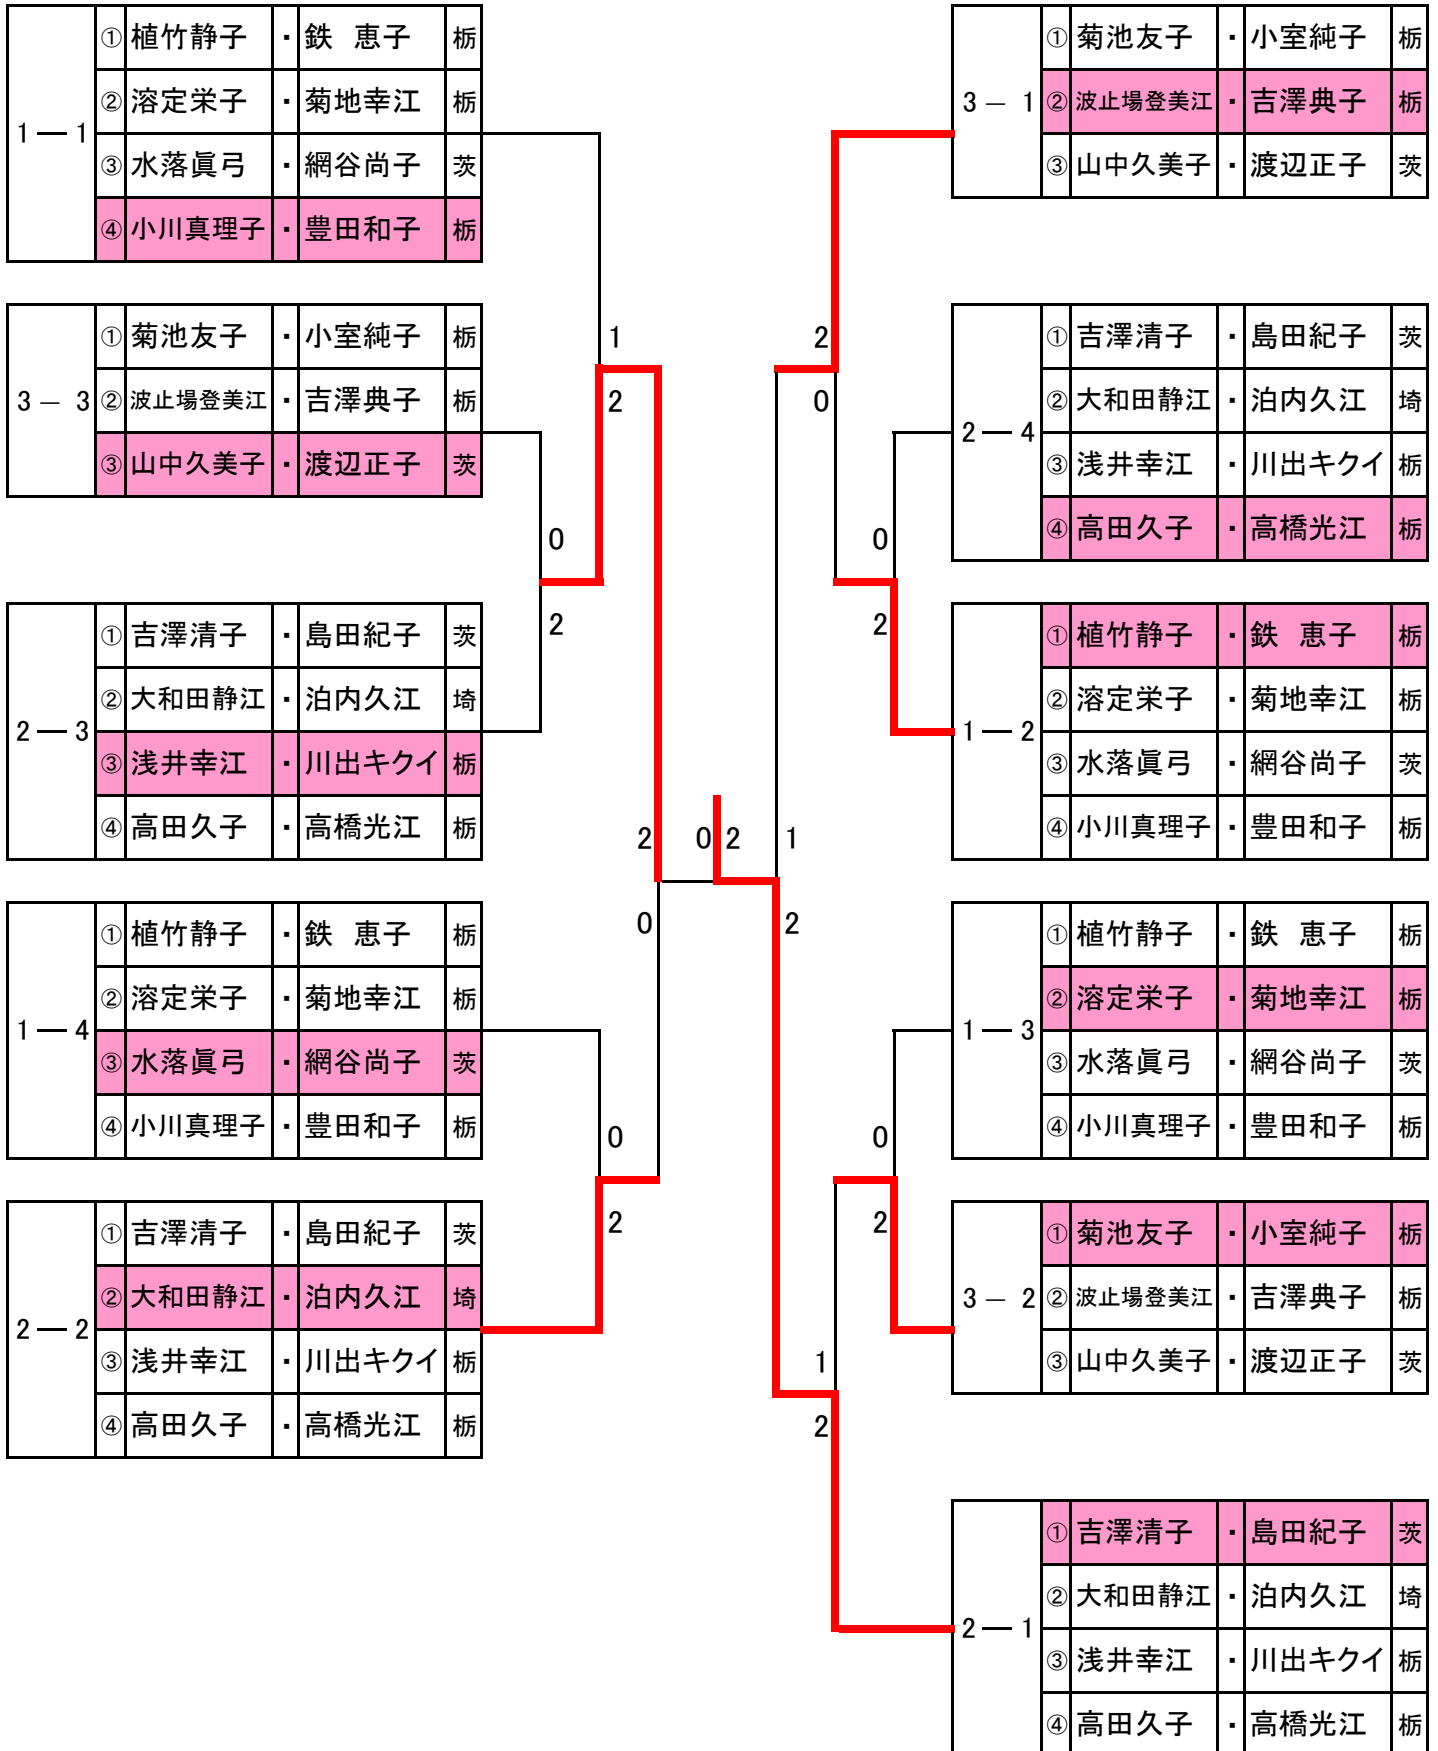 1 ― 1
① 植竹静子 ・ 鉄 恵子 栃
② 溶定栄子 ・ 菊地幸江 栃
③ 水落眞弓 ・ 網谷尚子 茨
④ 小川真理子 ・ 豊田和子 栃
3 ― 3
① 菊池友子 ・ 小室純子 栃
② 波止場登美江 ・ 吉澤典子 栃
③ 山中久美子 ・ 渡辺正子 茨
2 ― 3
① 吉澤清子 ・ 島田紀子 茨
② 大和田静江 ・ 泊内久江 埼
③ 浅井幸江 ・ 川出キクイ 栃
④ 高田久子 ・ 高橋光江 栃
1 ― 4
① 植竹静子 ・ 鉄 恵子 栃
② 溶定栄子 ・ 菊地幸江 栃
③ 水落眞弓 ・ 網谷尚子 茨
④ 小川真理子 ・ 豊田和子 栃
2 ― 2
① 吉澤清子 ・ 島田紀子 茨
② 大和田静江 ・ 泊内久江 埼
③ 浅井幸江 ・ 川出キクイ 栃
④ 高田久子 ・ 高橋光江 栃
1
2
0
2
2
0
0
2
0 2
2
0
0
2
1
2
0
2
1
2
3 ― 1
① 菊池友子 ・ 小室純子 栃
② 波止場登美江 ・ 吉澤典子 栃
③ 山中久美子 ・ 渡辺正子 茨
2 ― 4
① 吉澤清子 ・ 島田紀子 茨
② 大和田静江 ・ 泊内久江 埼
③ 浅井幸江 ・ 川出キクイ 栃
④ 高田久子 ・ 高橋光江 栃
1 ― 2
① 植竹静子 ・ 鉄 恵子 栃
② 溶定栄子 ・ 菊地幸江 栃
③ 水落眞弓 ・ 網谷尚子 茨
④ 小川真理子 ・ 豊田和子 栃
1 ― 3
① 植竹静子 ・ 鉄 恵子 栃
② 溶定栄子 ・ 菊地幸江 栃
③ 水落眞弓 ・ 網谷尚子 茨
④ 小川真理子 ・ 豊田和子 栃
3 ― 2
① 菊池友子 ・ 小室純子 栃
② 波止場登美江 ・ 吉澤典子 栃
③ 山中久美子 ・ 渡辺正子 茨
2 ― 1
① 吉澤清子 ・ 島田紀子 茨
② 大和田静江 ・ 泊内久江 埼
③ 浅井幸江 ・ 川出キクイ 栃
④ 高田久子 ・ 高橋光江 栃